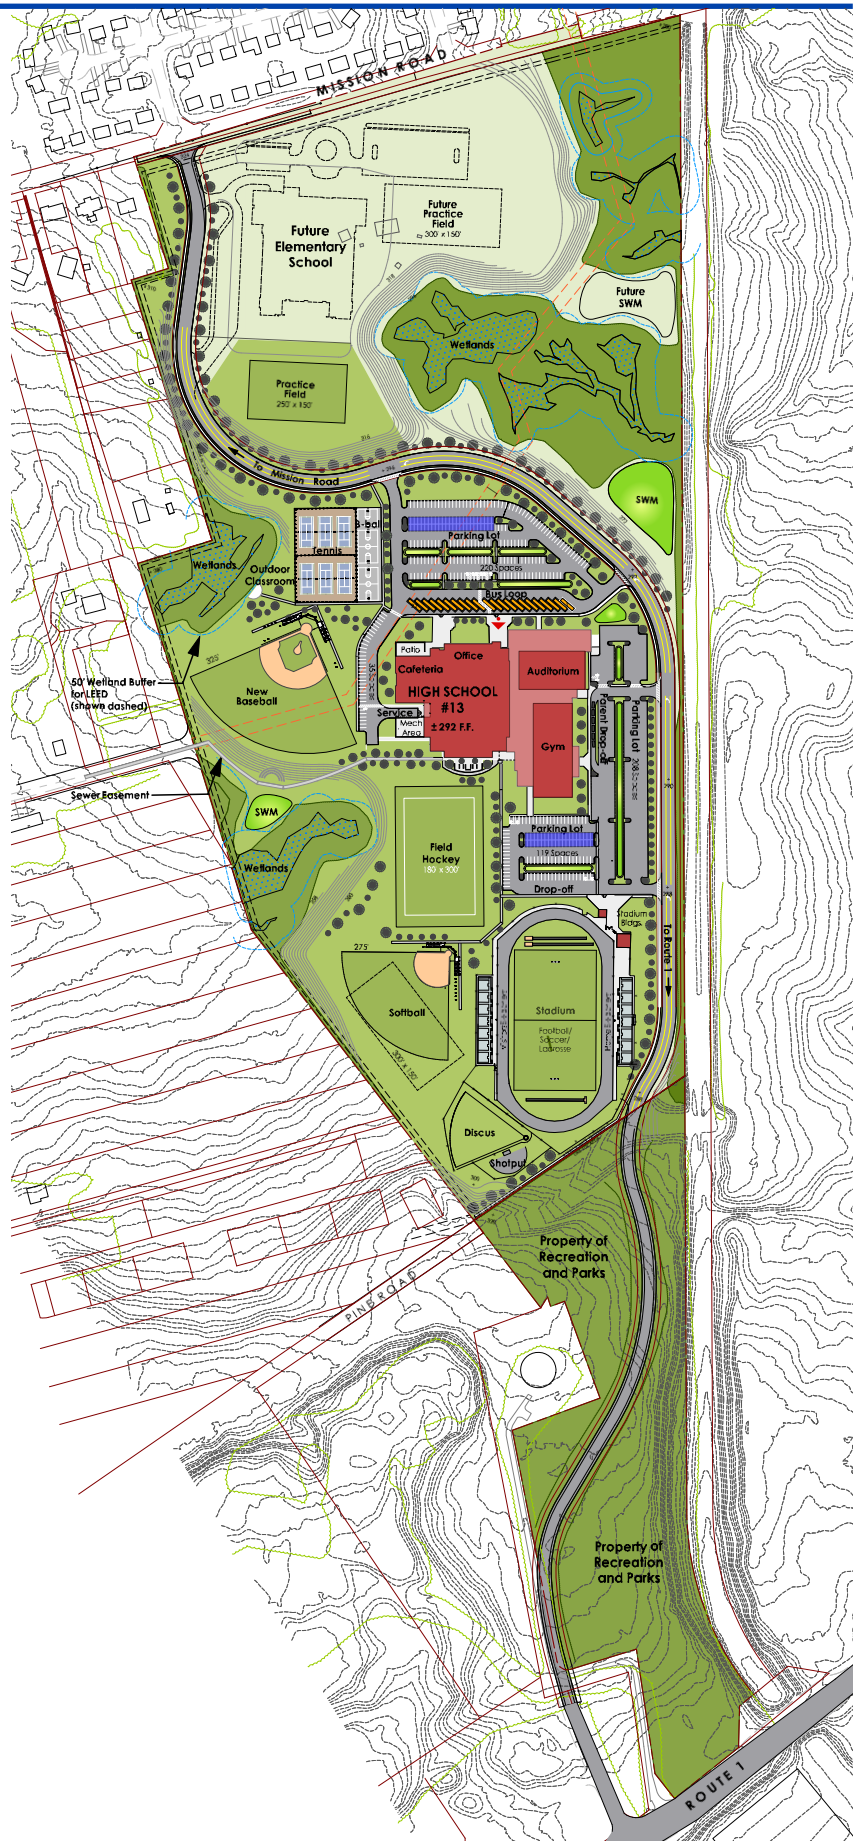 MISSION ROAD
Future
Practice
Field
300' x 150'
Future
Elementary
School
Future
SWM
Wetlands
Practice
Field
250' x 150'
To Mission Road
SWM
B-ball
Tennis
Parking Lot
220 Spaces
Bus Loop
Wetlands
Outdoor
Classroom
Patio
Office
Cafeteria
Auditorium
325'
50' Wetland Buffer
for LEED
(shown dashed)
New
Baseball
35 Spaces
HIGH SCHOOL
#13
±292 F.F.
Service
Mech
Area
Gym
Parent Drop-off
Parking Lot
208 Spaces
Sewer Easement
SWM
Wetlands
Field
Hockey
180' x 300'
Parking Lot
119 Spaces
Drop-off
Stadium
Bldgs.
To Route 1
275'
Softball
300' x 150'
Stadium
Football/
Soccer/
Lacrosse
Discus
Shotput
Property of
Recreation
and Parks
PINE ROAD
Property of
Recreation
and Parks
ROUTE 1